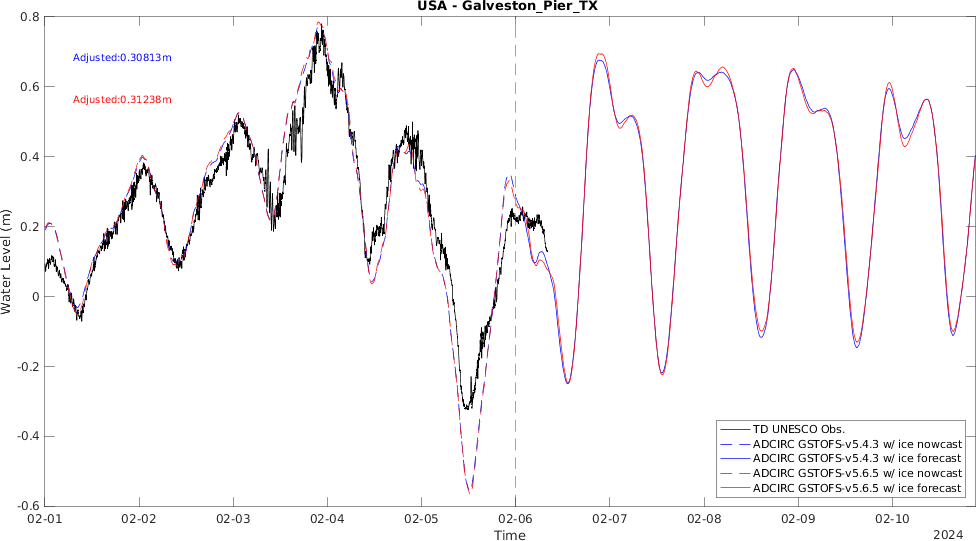 USA - Galveston_Pier_TX
0.8
Adjusted:0.30813m
0.6
Adjusted:0.31238m
0.4
0.2
0
-0.2
-0.4
-0.6
Water Level (m)
TD UNESCO Obs.
ADCIRC GSTOFS-v5.4.3 w/ ice nowcast
ADCIRC GSTOFS-v5.4.3 w/ ice forecast
ADCIRC GSTOFS-v5.6.5 w/ ice nowcast
ADCIRC GSTOFS-v5.6.5 w/ ice forecast
02-01 02-02 02-03 02-04 02-05 02-06 02-07 02-08 02-09 02-10
Time
2024